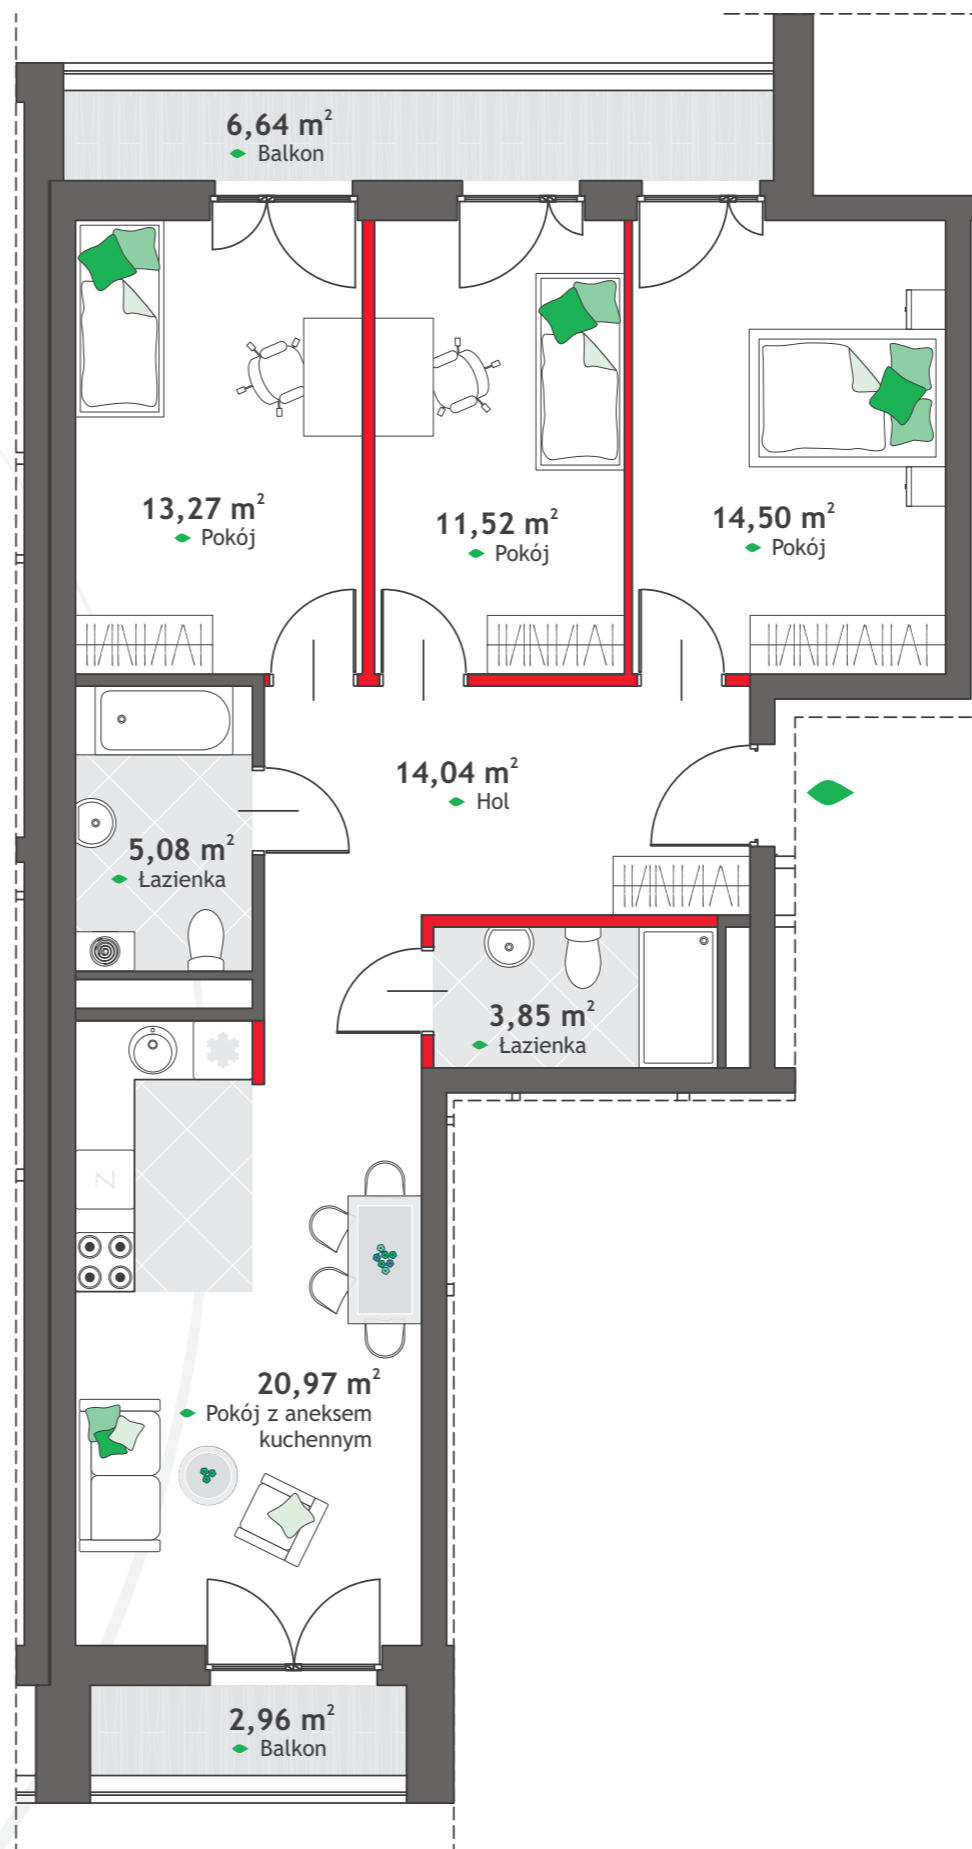 6,64 m²
Balkon
13,27 m²
Pokój
11,52 m²
Pokój
14,50 m²
Pokój
14,04 m²
Hol
5,08 m²
Łazienka
3,85 m²
Łazienka
Z
20,97 m²
Pokój z aneksem
kuchennym
2,96 m²
Balkon